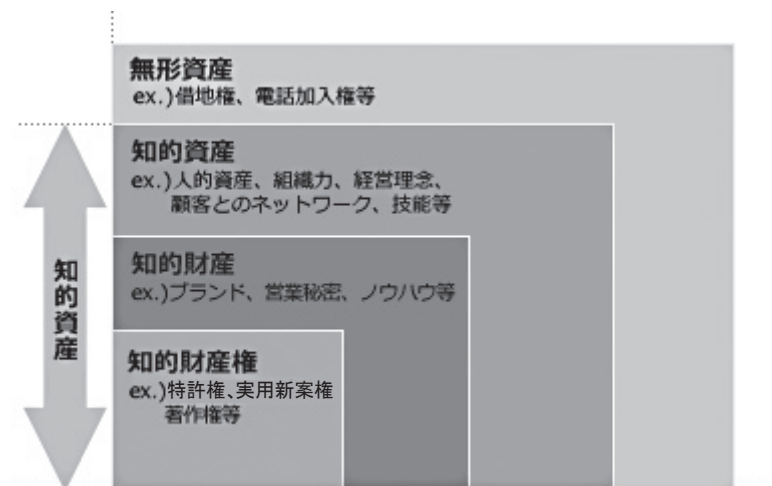 無形資産
ex.)借地権、電話加入権等
知的資産
ex.)人的資産、組織力、経営理念、
顧客とのネットワーク、技能等
知的財産
ex.)ブランド、営業秘密、ノウハウ等
知的財産権
ex.)特許権、実用新案権
著作権等
知的資産